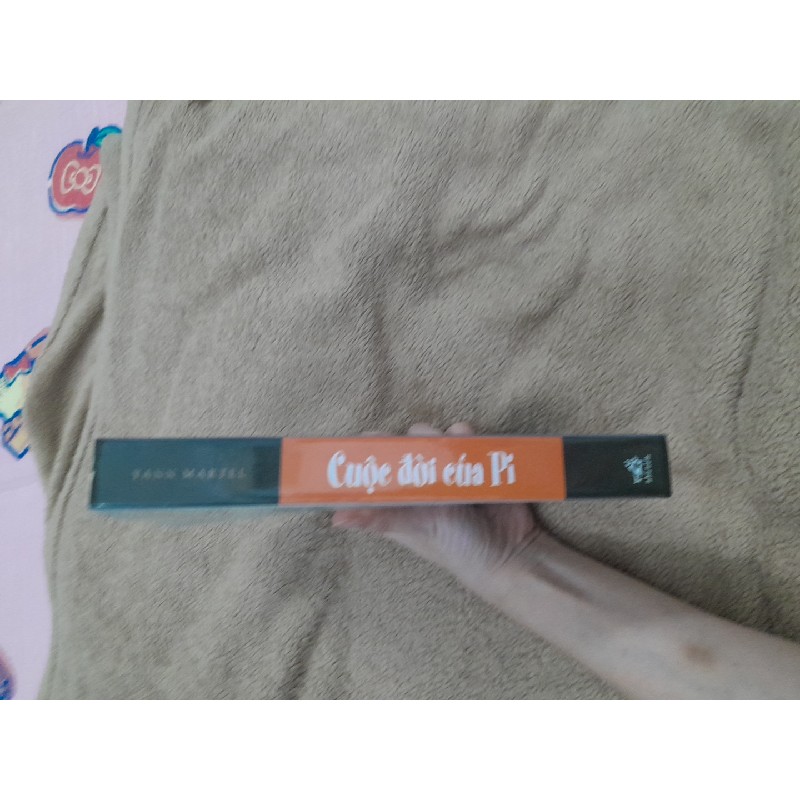 YANN MARTEL
Cuộc đời của Pi